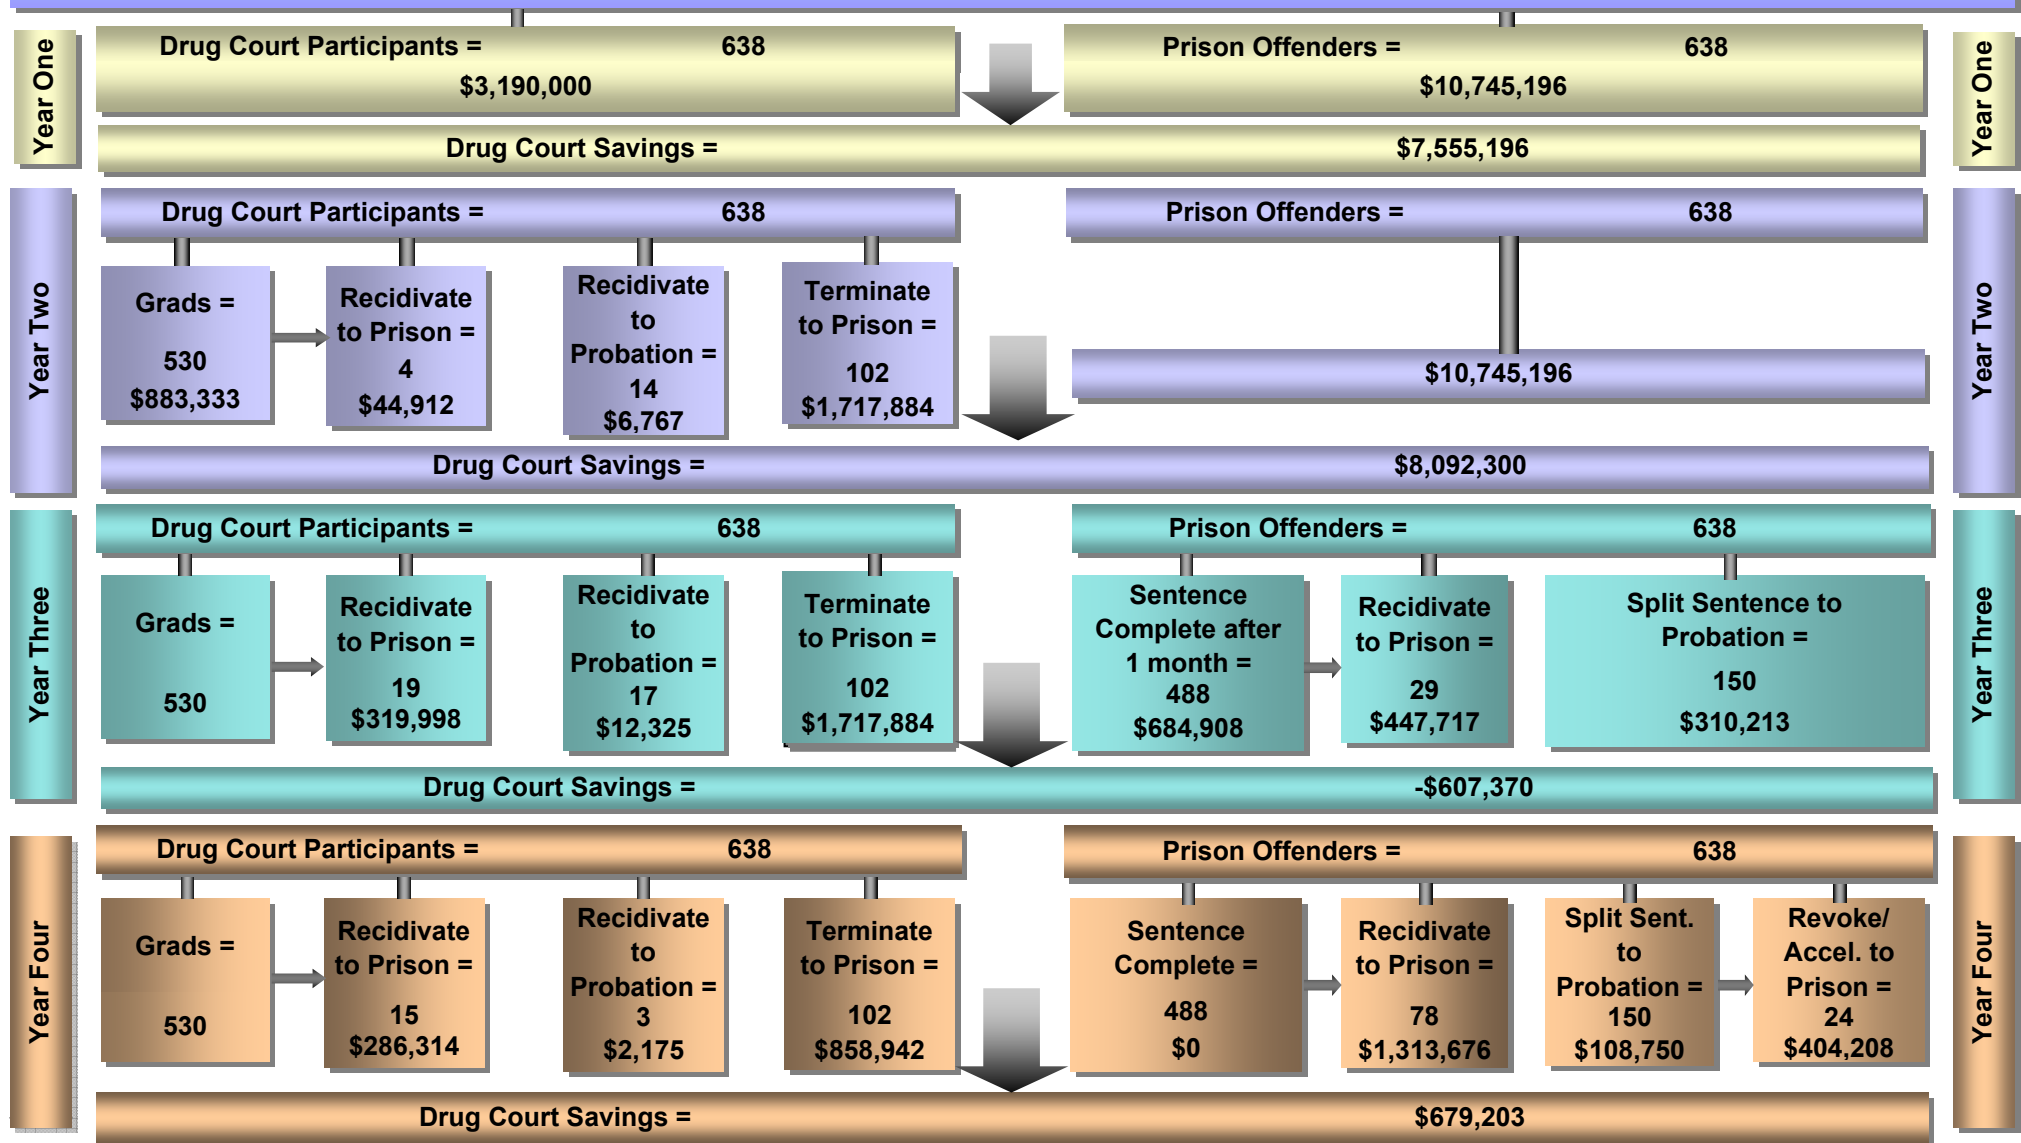 Year One
Drug Court Participants = 638
$3,190,000
Prison Offenders = 638
$10,745,196
Year One
Drug Court Savings = $7,555,196
Year Two
Drug Court Participants = 638
Prison Offenders = 638
Year Two
Grads =
530
$883,333
Recidivate
to Prison =
4
$44,912
Recidivate
to
Probation =
14
$6,767
Terminate
to Prison =
102
$1,717,884
$10,745,196
Drug Court Savings = $8,092,300
Year Three
Drug Court Participants = 638
Prison Offenders = 638
Year Three
Grads =
530
Recidivate
to Prison =
19
$319,998
Recidivate
to
Probation =
17
$12,325
Terminate
to Prison =
102
$1,717,884
Sentence
Complete after
1 month =
488
$684,908
Recidivate
to Prison =
29
$447,717
Split Sentence to
Probation =
150
$310,213
Drug Court Savings = -$607,370
Year Four
Drug Court Participants = 638
Prison Offenders = 638
Year Four
Grads =
530
Recidivate
to Prison =
15
$286,314
Recidivate
to
Probation =
3
$2,175
Terminate
to Prison =
102
$858,942
Sentence
Complete =
488
$0
Recidivate
to Prison =
78
$1,313,676
Split Sent.
to
Probation =
150
$108,750
Revoke/
Accel. to
Prison =
24
$404,208
Drug Court Savings = $679,203